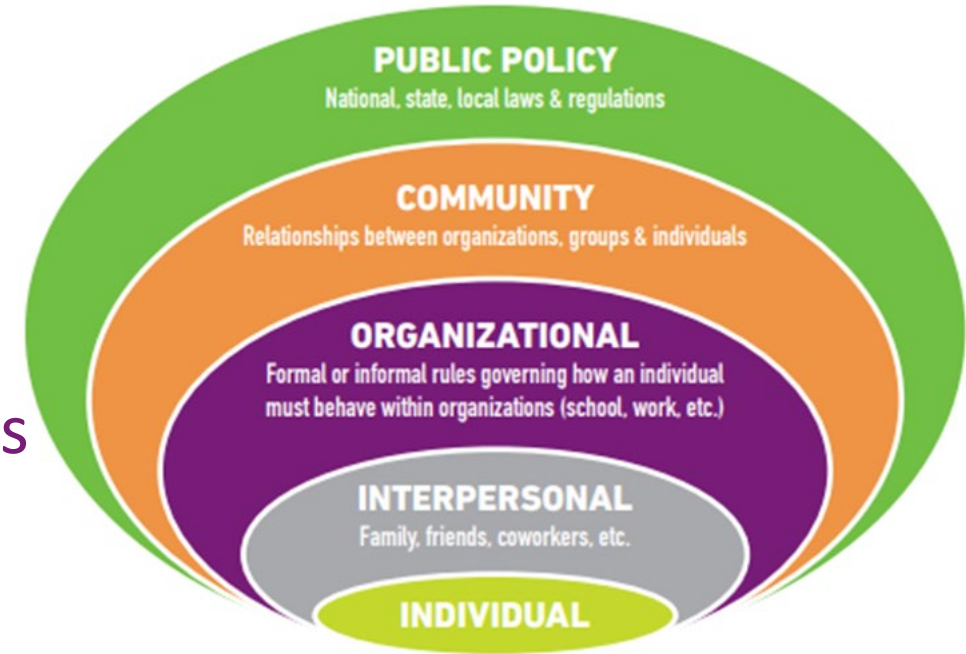 PUBLIC POLICY
National, state, local laws & regulations
COMMUNITY
Relationships between organizations, groups & individuals
ORGANIZATIONAL
Formal or informal rules governing how an individual
must behave within organizations (school, work, etc.)
s
INTERPERSONAL
Family, friends, coworkers, etc.
INDIVIDUAL